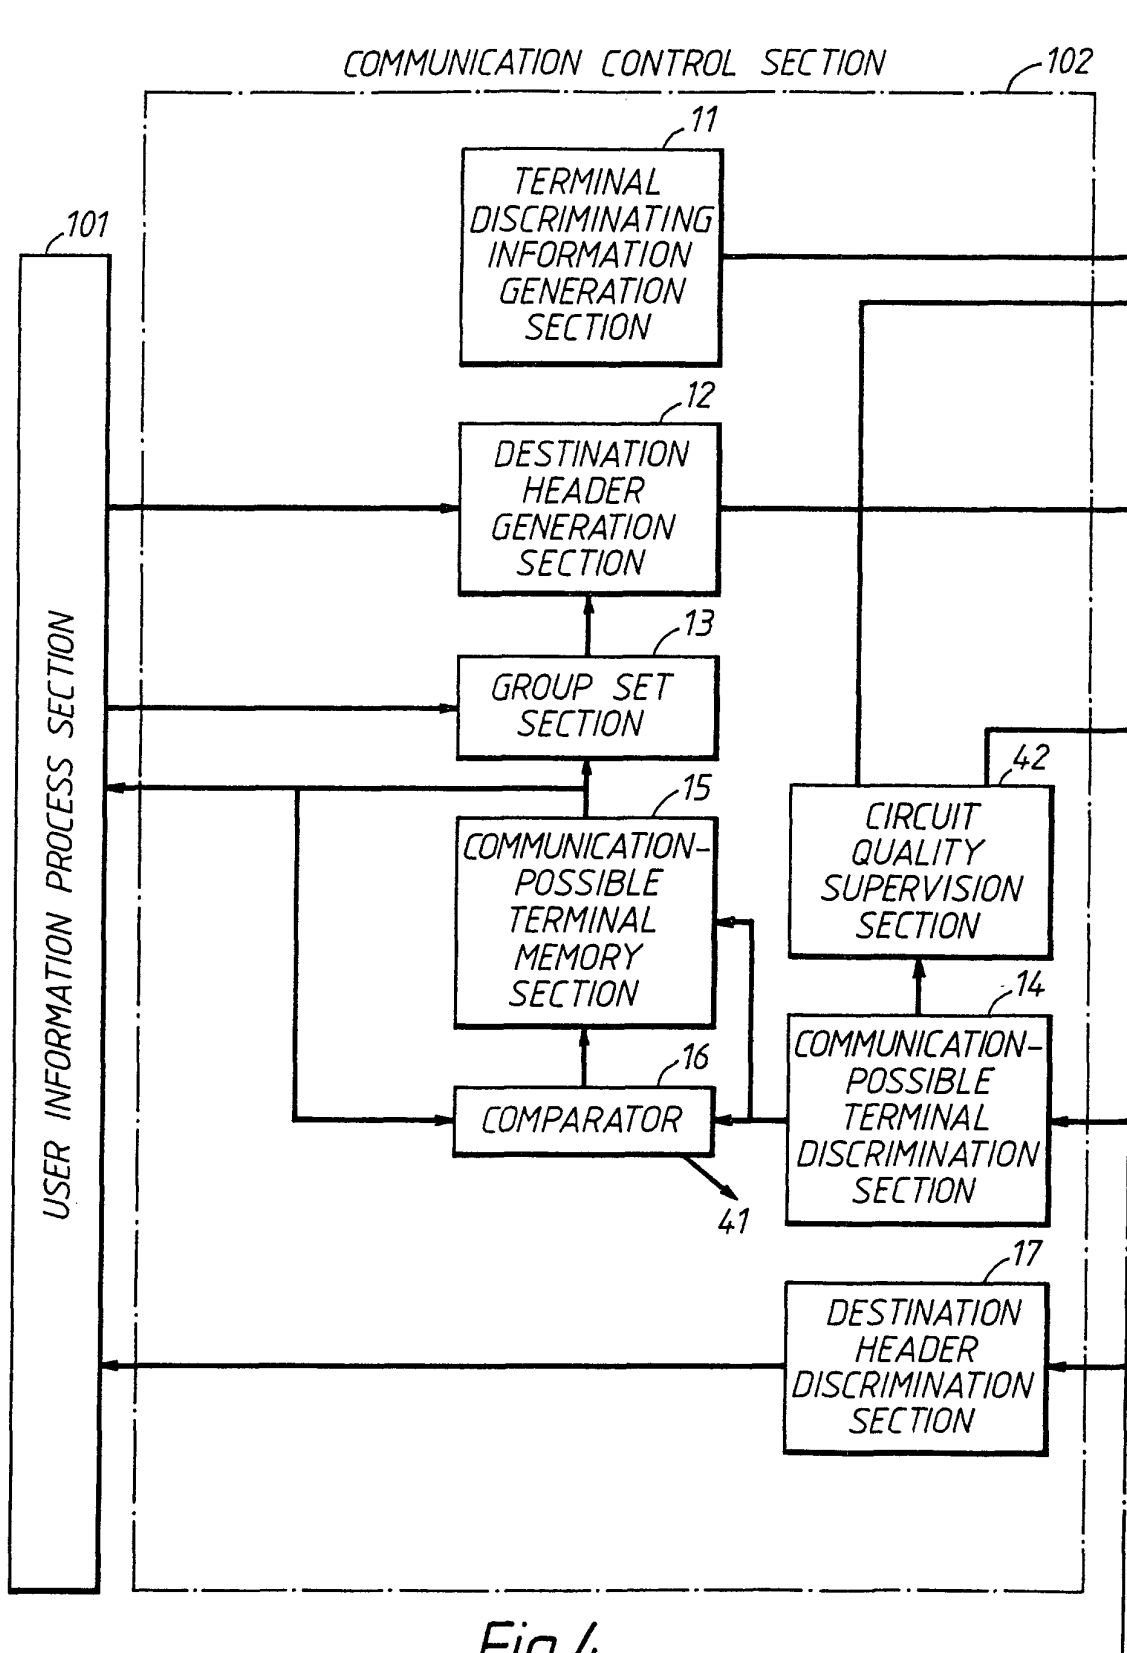 COMMUNICATION CONTROL SECTION
102
11
TERMINAL
DISCRIMINATING
INFORMATION
GENERATION
SECTION
101
USER INFORMATION PROCESS SECTION
12
DESTINATION
HEADER
GENERATION
SECTION
13
GROUP SET
SECTION
15
COMMUNICATION-
POSSIBLE
TERMINAL
MEMORY
SECTION
42
CIRCUIT
QUALITY
SUPERVISION
SECTION
16
COMPARATOR
41
14
COMMUNICATION-
POSSIBLE
TERMINAL
DISCRIMINATION
SECTION
17
DESTINATION
HEADER
DISCRIMINATION
SECTION
Fig. 4